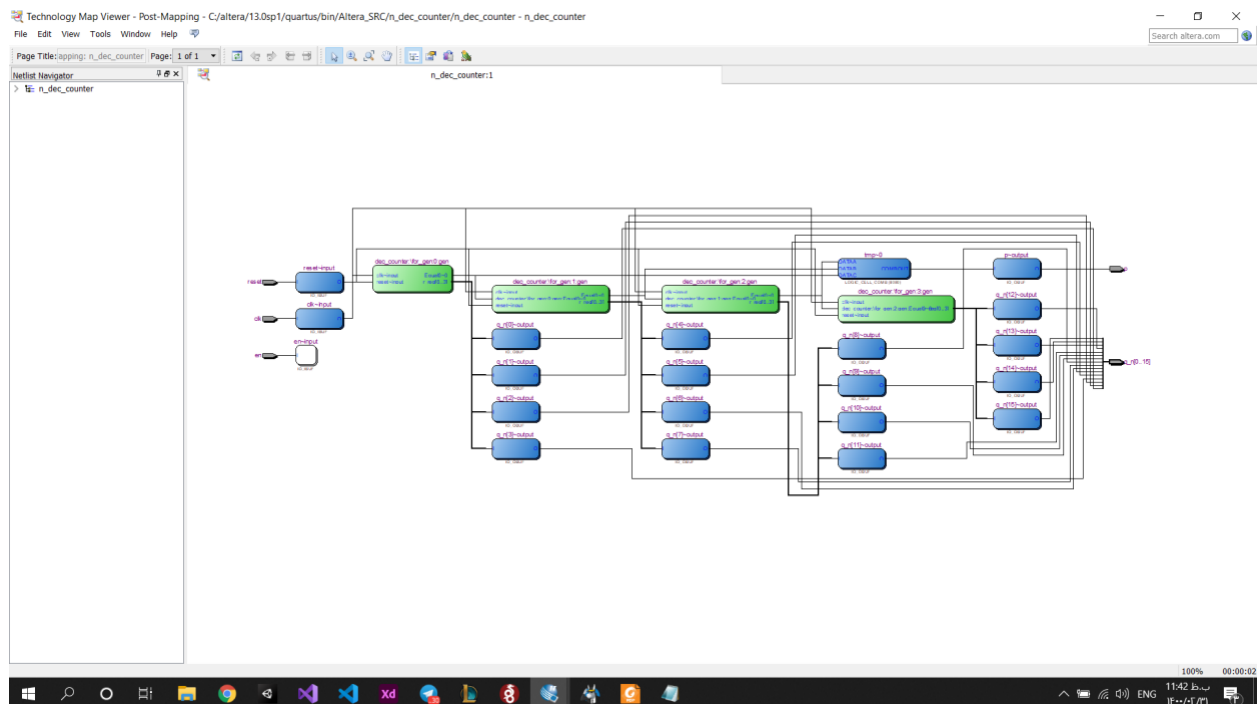 Technology Map Viewer - Post-Mapping - C:/altera/13.0sp1/quartus/bin/Altera_SRC/n_dec_counter/n_dec_counter - n_dec_counter
File Edit View Tools Window Help
Search altera.com
Page Title: apping: n_dec_counter Page: 1 of 1
Netlist Navigator
n_dec_counter:1
n_dec_counter
tmp~0
p~output
reset~input
dec_counter:\for_gen:0:gen
reset
dec_counter:\for_gen:1:gen
dec_counter:\for_gen:2:gen
dec_counter:\for_gen:3:gen
q_n[12]~output
clk~input
clk
q_n[0]~output
q_n[4]~output
q_n[8]~output
q_n[13]~output
en~input
en
q_n[1]~output
q_n[5]~output
q_n[9]~output
q_n[14]~output
q_n[0..15]
q_n[2]~output
q_n[6]~output
q_n[10]~output
q_n[15]~output
q_n[3]~output
q_n[7]~output
q_n[11]~output
100% 00:00:02
Xd
ENG
11:42 ب.ظ